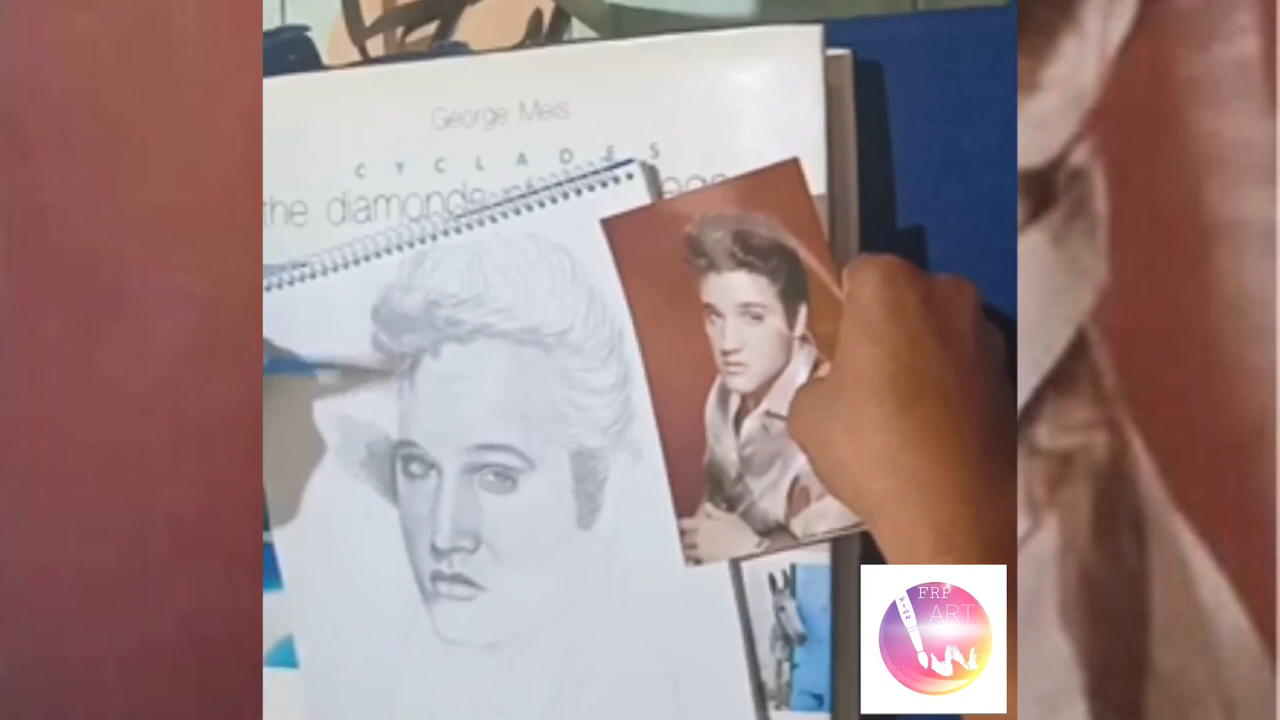 George Meis
CYCLADES
the diamonds
FRP
ART